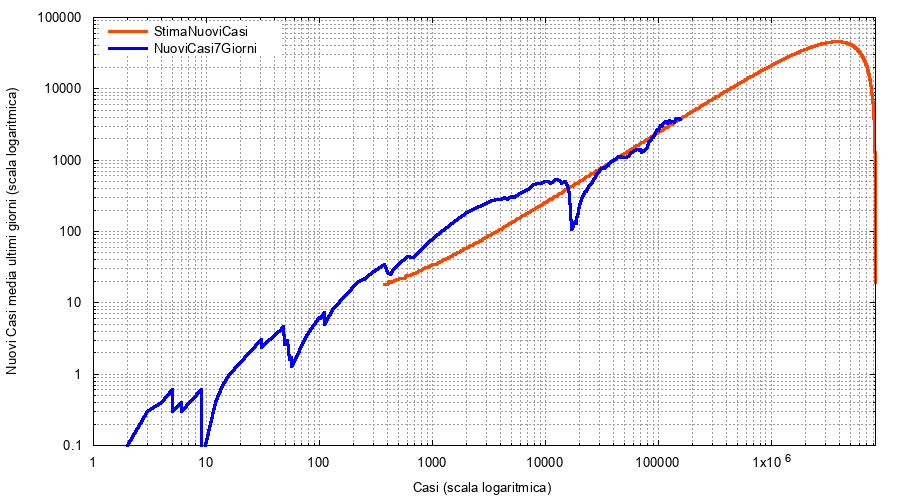 100000
10000
1000
100
10
1
0.1
StimaNuoviCasi
NuoviCasi7Giorni
Nuovi Casi media ultimi giorni (scala logaritmica)
1 10 100 1000 10000 100000 1x10 6
Casi (scala logaritmica)